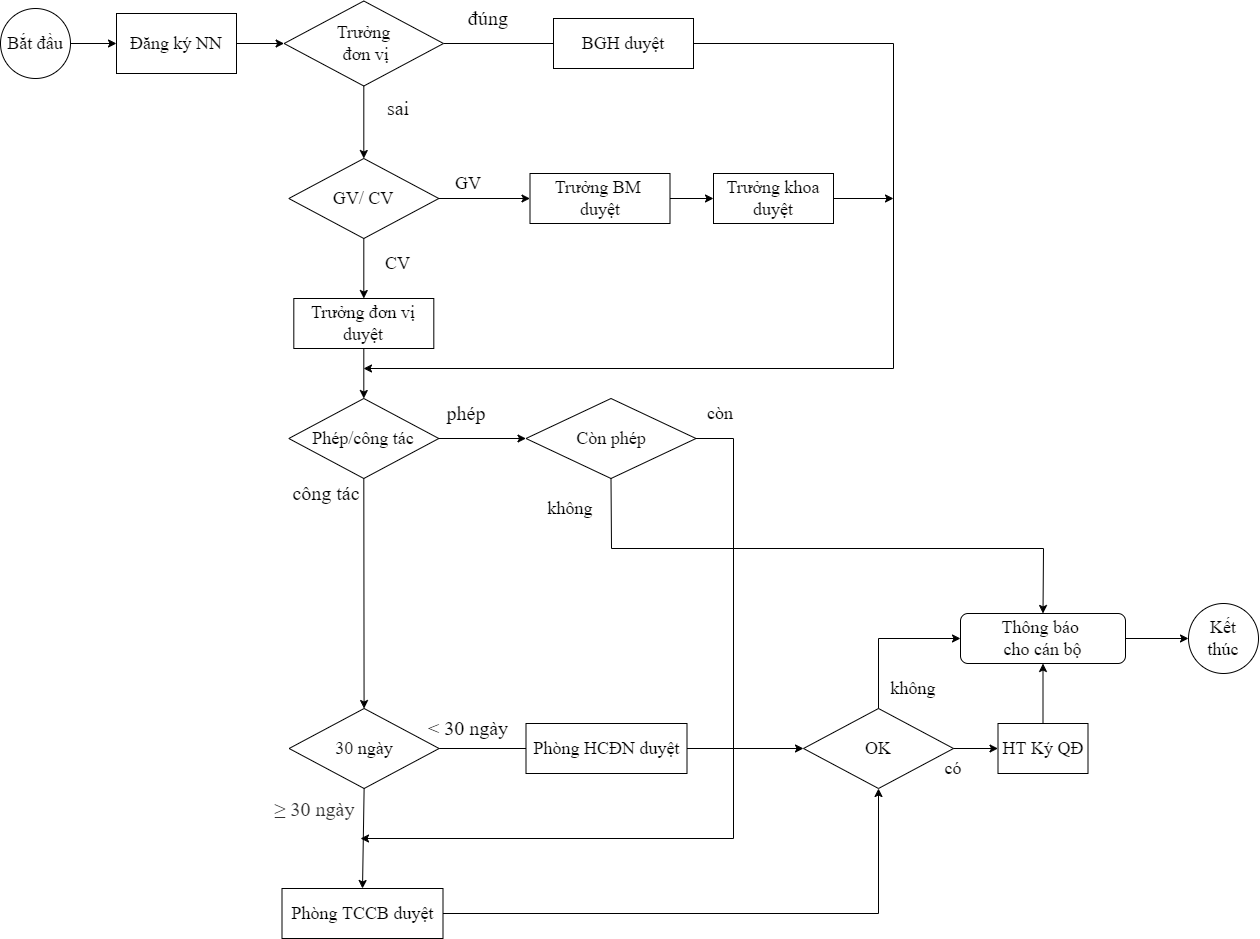 Bắt đầu
Đăng ký NN
Trưởng
đơn vị
đúng
BGH duyệt
sai
GV/ CV
GV
Trưởng BM
duyệt
Trưởng khoa
duyệt
CV
Trưởng đơn vị
duyệt
Phép/công tác
phép
Còn phép
còn
công tác
không
Thông báo
cho cán bộ
Kết
thúc
không
30 ngày
< 30 ngày
Phòng HCĐN duyệt
OK
có
HT Ký QĐ
≥ 30 ngày
Phòng TCCB duyệt